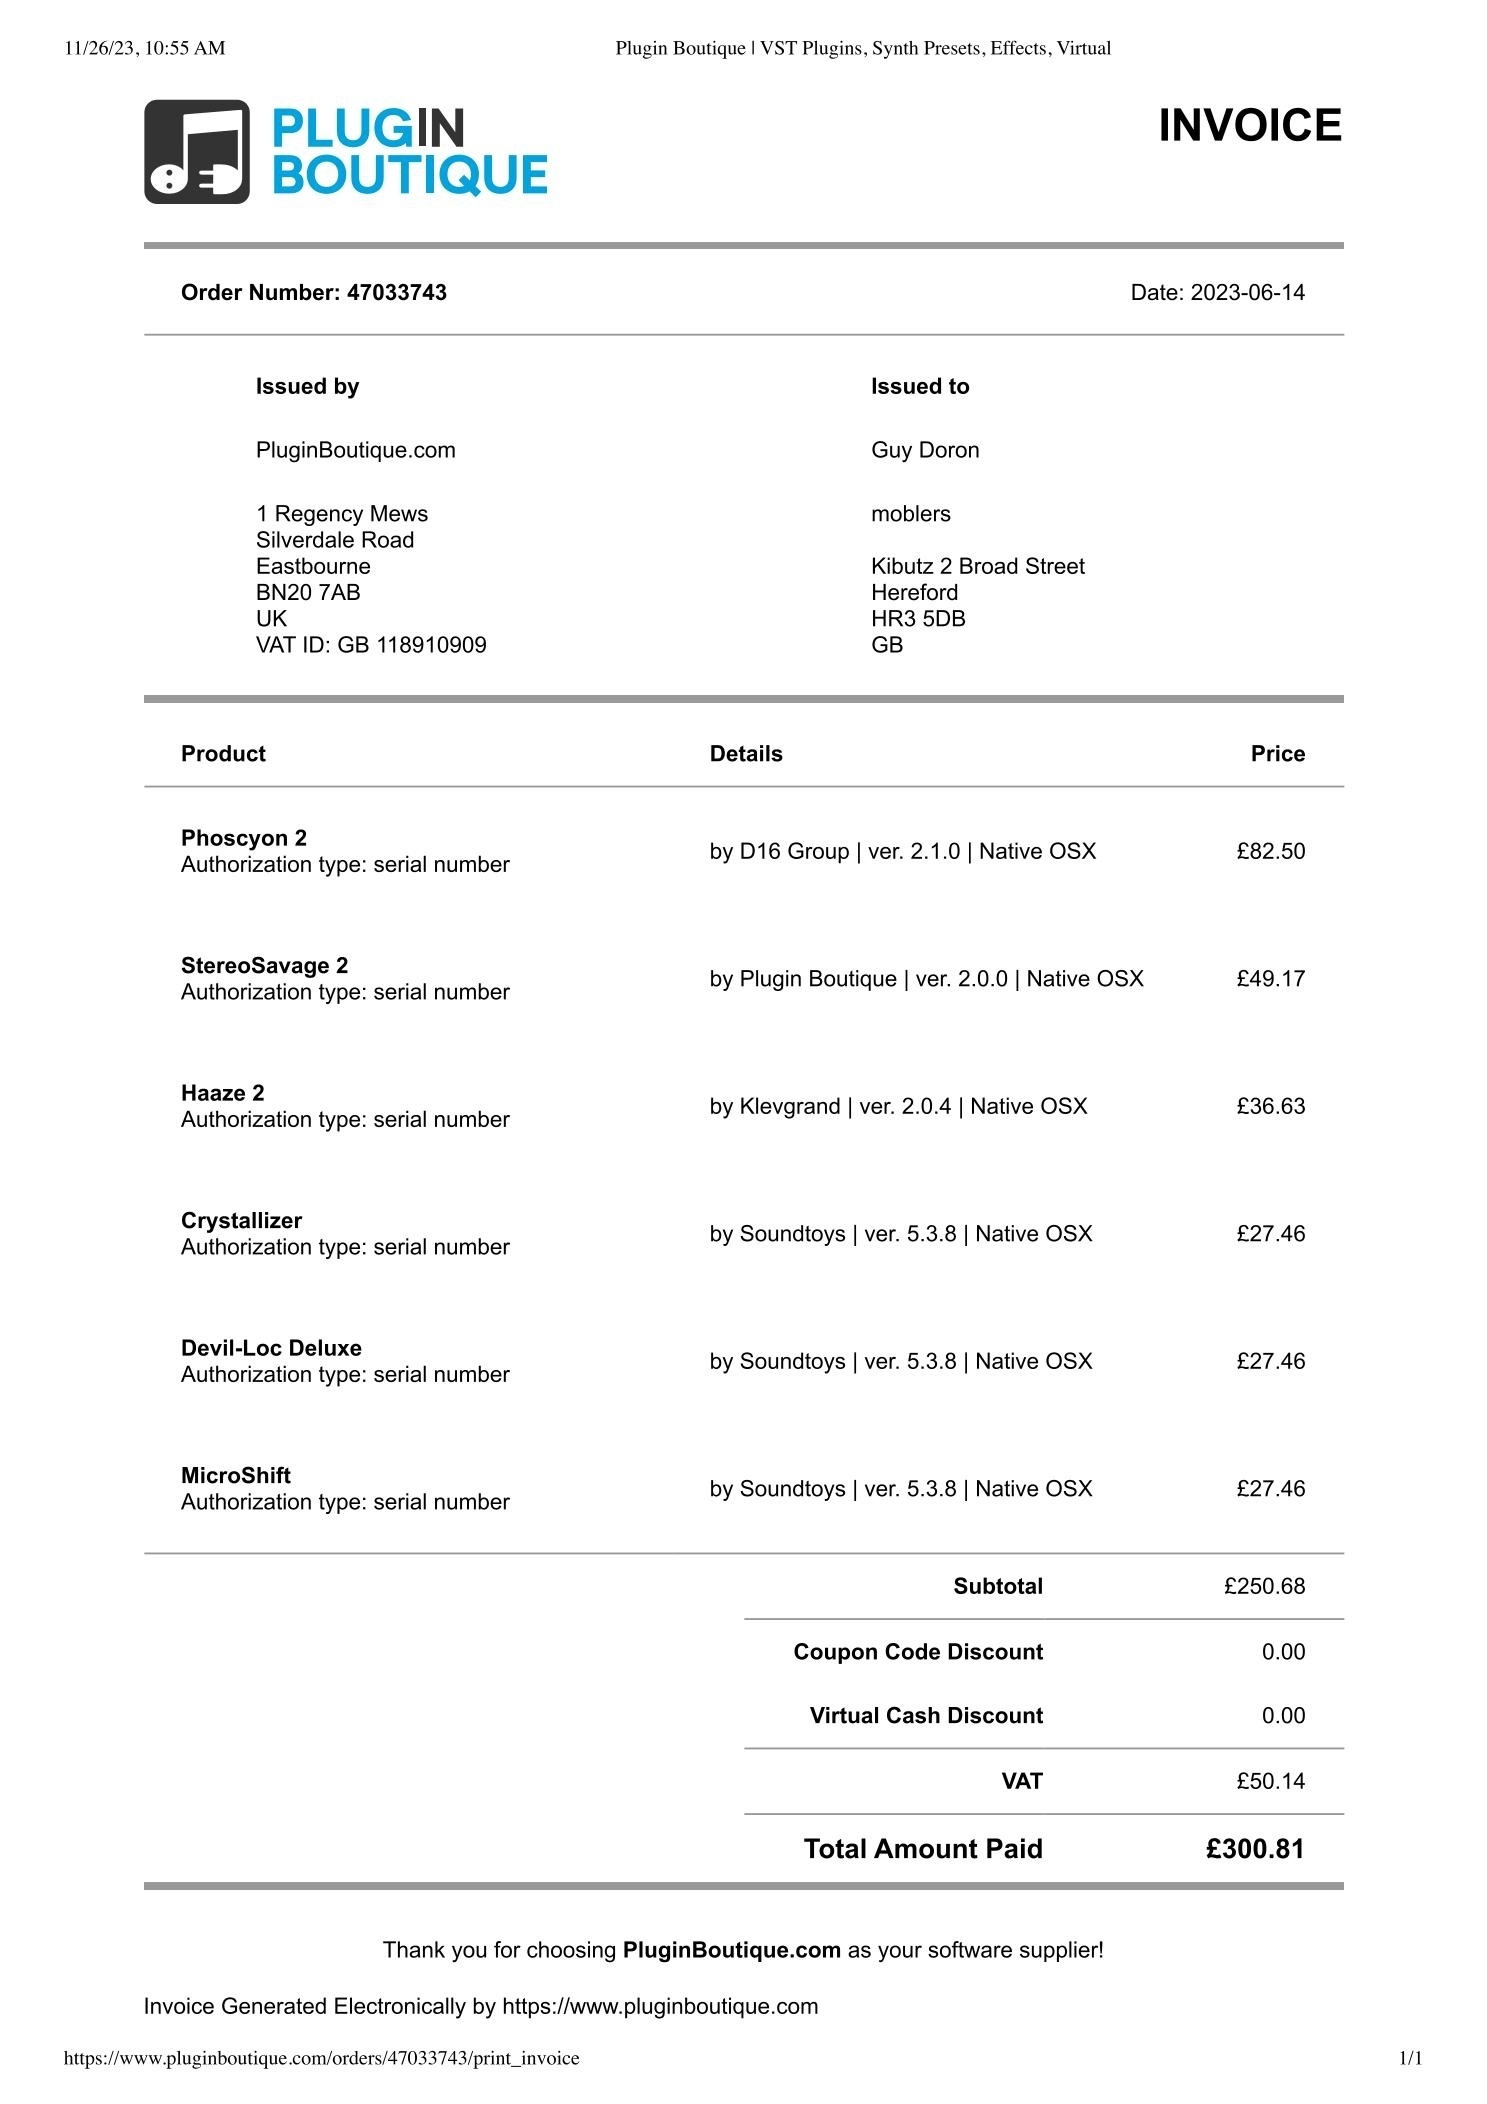 11/26/23, 10:55 AM Plugin Boutique | VST Plugins, Synth Presets, Effects, Virtual
PLUGIN
BOUTIQUE
INVOICE
Order Number: 47033743 Date: 2023-06-14
Issued by
PluginBoutique.com
1 Regency Mews
Silverdale Road
Eastbourne
BN20 7AB
UK
VAT ID: GB 118910909
Issued to
Guy Doron
moblers
Kibutz 2 Broad Street
Hereford
HR3 5DB
GB
Product Details Price
Phoscyon 2
Authorization type: serial number
by D16 Group | ver. 2.1.0 | Native OSX £82.50
StereoSavage 2
Authorization type: serial number
by Plugin Boutique | ver. 2.0.0 | Native OSX £49.17
Haaze 2
Authorization type: serial number
by Klevgrand | ver. 2.0.4 | Native OSX £36.63
Crystallizer
Authorization type: serial number
by Soundtoys | ver. 5.3.8 | Native OSX £27.46
Devil-Loc Deluxe
Authorization type: serial number
by Soundtoys | ver. 5.3.8 | Native OSX £27.46
MicroShift
Authorization type: serial number
by Soundtoys | ver. 5.3.8 | Native OSX £27.46
Subtotal £250.68
Coupon Code Discount 0.00
Virtual Cash Discount 0.00
VAT £50.14
Total Amount Paid £300.81
Thank you for choosing PluginBoutique.com as your software supplier!
Invoice Generated Electronically by https://www.pluginboutique.com
https://www.pluginboutique.com/orders/47033743/print_invoice 1/1